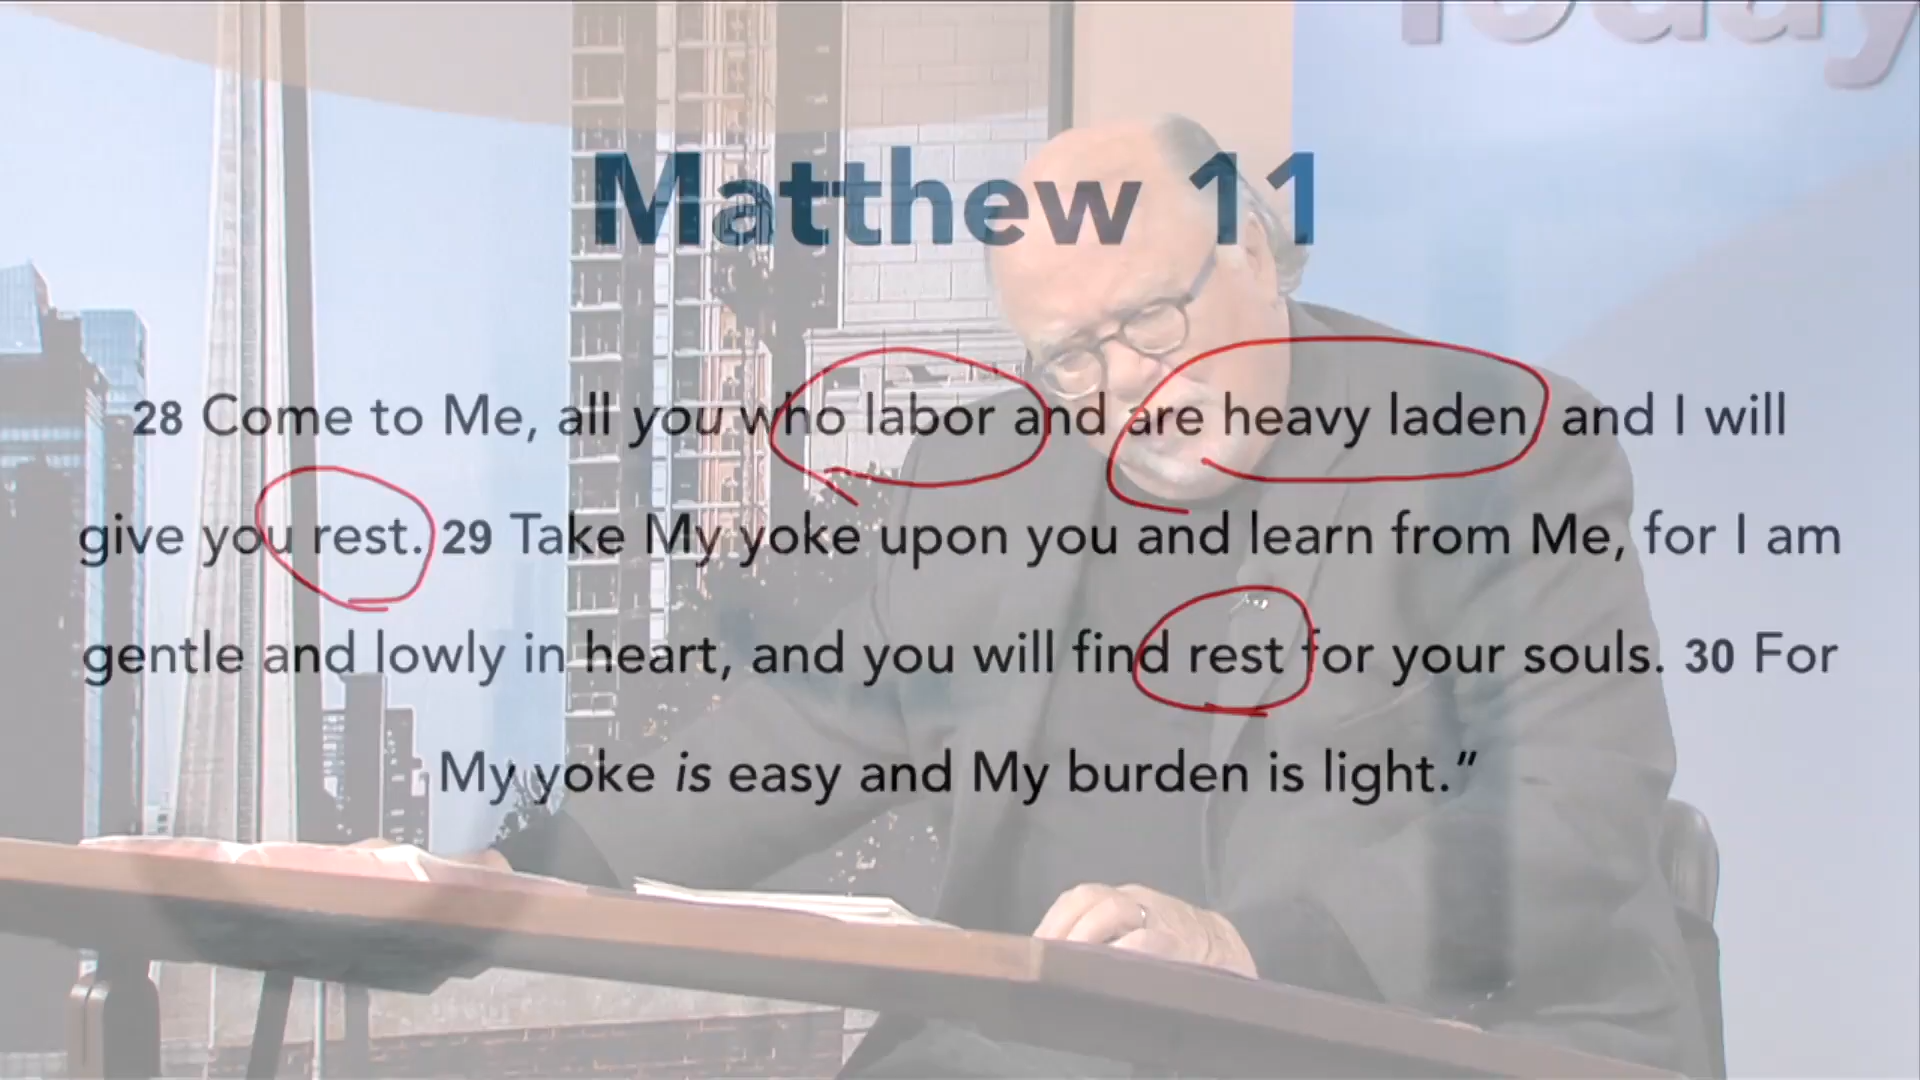 Today
Matthew 11
28 Come to Me, all you who labor and are heavy laden and I will
give you rest. 29 Take My yoke upon you and learn from Me, for I am
gentle and lowly in heart, and you will find rest for your souls. 30 For
My yoke is easy and My burden is light.”